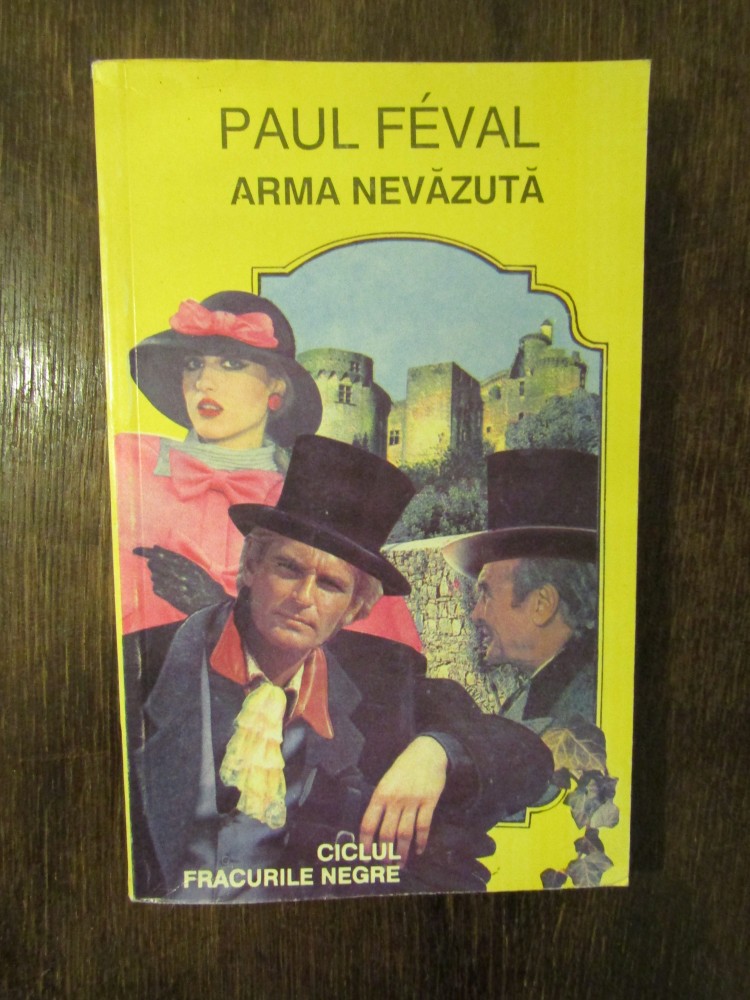 PAUL FÉVAL
ARMA NEVĂZUTĂ
CICLUL
FRACURILE NEGRE